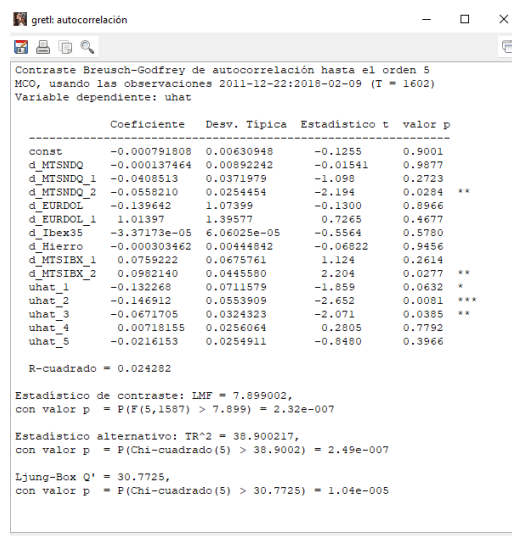 gretl: autocorrelación
Contraste Breusch-Godfrey de autocorrelación hasta el orden 5
MCO, usando las observaciones 2011-12-22:2018-02-09 (T = 1602)
Variable dependiente: uhat
Coeficiente Desv. Típica Estadístico t valor p
const -0.000791808 0.00630948 -0.1255 0.9001
d_MTSNDQ -0.000137464 0.00892242 -0.01541 0.9877
d_MTSNDQ_1 -0.0408513 0.0371979 -1.098 0.2723
d_MTSNDQ_2 -0.0558210 0.0254454 -2.194 0.0284 **
d_EURDOL -0.139642 1.07399 -0.1300 0.8966
d_EURDOL_1 1.01397 1.39577 0.7265 0.4677
d_Ibex35 -3.37173e-05 6.06025e-05 -0.5564 0.5780
d_Hierro -0.000303462 0.00444842 -0.06822 0.9456
d_MTSIBX_1 0.0759222 0.0675761 1.124 0.2614
d_MTSIBX_2 0.0982140 0.0445580 2.204 0.0277 **
uhat_1 -0.132268 0.0711579 -1.859 0.0632 *
uhat_2 -0.146912 0.0553909 -2.652 0.0081 ***
uhat_3 -0.0671705 0.0324323 -2.071 0.0385 **
uhat_4 0.00718155 0.0256064 0.2805 0.7792
uhat_5 -0.0216153 0.0254911 -0.8480 0.3966
R-cuadrado = 0.024282
Estadístico de contraste: LMF = 7.899002,
con valor p = P(F(5,1587) > 7.899) = 2.32e-007
Estadístico alternativo: TR^2 = 38.900217,
con valor p = P(Chi-cuadrado(5) > 38.9002) = 2.49e-007
Ljung-Box Q' = 30.7725,
con valor p = P(Chi-cuadrado(5) > 30.7725) = 1.04e-005